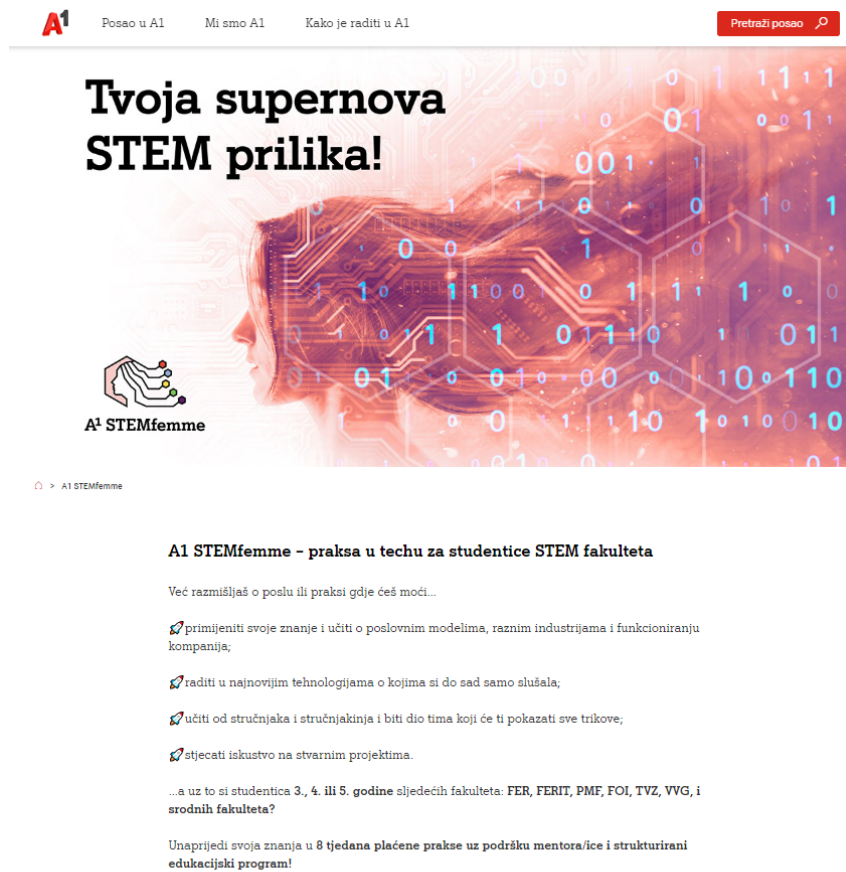 A1
Posao u A1
Mi smo A1
Kako je raditi u A1
Pretraži posao
Tvoja supernova
STEM prilika!
A1 STEMfemme
> A1 STEMfemme
A1 STEMfemme – praksa u techu za studentice STEM fakulteta
Već razmišljaš o poslu ili praksi gdje ćeš moći...
🚀primijeniti svoje znanje i učiti o poslovnim modelima, raznim industrijama i funkcioniranju
kompanija;
🚀raditi u najnovijim tehnologijama o kojima si do sad samo slušala;
🚀učiti od stručnjaka i stručnjakinja i biti dio tima koji će ti pokazati sve trikove;
🚀stjecati iskustvo na stvarnim projektima.
...a uz to si studentica 3., 4. ili 5. godine sljedećih fakulteta: FER, FERIT, PMF, FOI, TVZ, VVG, i
srodnih fakulteta?
Unaprijedi svoja znanja u 8 tjedana plaćene prakse uz podršku mentora/ice i strukturirani
edukacijski program!